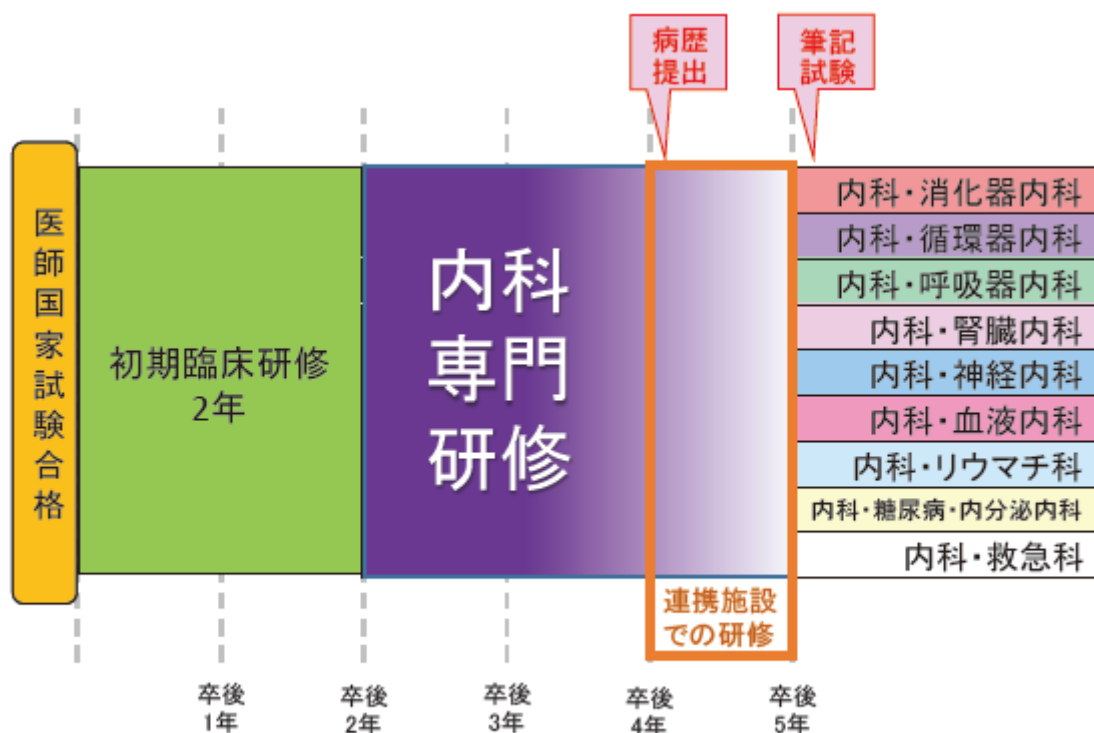 病歴
提出
筆記
試験
医師国家試験合格
初期臨床研修
2年
内科
専門
研修
内科・消化器内科
内科・循環器内科
内科・呼吸器内科
内科・腎臓内科
内科・神経内科
内科・血液内科
内科・リウマチ科
内科・糖尿病・内分泌内科
内科・救急科
連携施設
での研修
卒後
1年
卒後
2年
卒後
3年
卒後
4年
卒後
5年